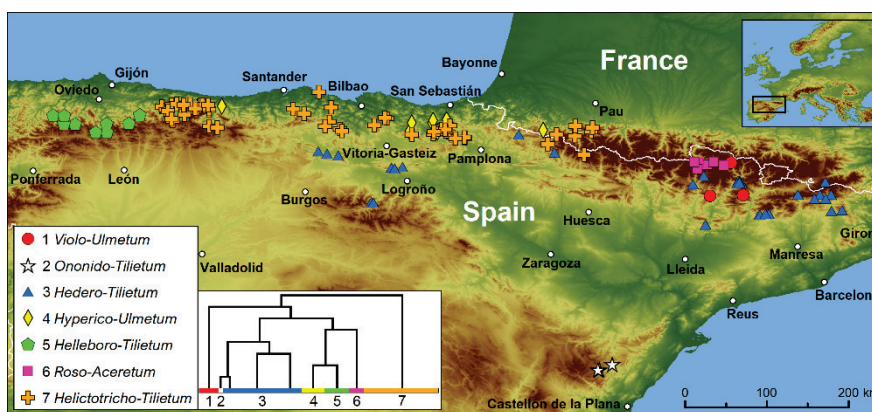 France
Spain
Gijón
Oviedo
Santander
Bilbao
San Sebastián
Bayonne
Pau
Vitoria-Gasteiz
Pamplona
Ponferrada
León
Burgos
Logroño
Huesca
Valladolid
Zaragoza
Lleida
Manresa
Giron
Barcelon
Reus
Castellón de la Plana
0 100 200 km
1 Violo-Ulmetum
2 Ononido-Tilietum
3 Hedero-Tilietum
4 Hyperico-Ulmetum
5 Helleboro-Tilietum
6 Roso-Aceretum
7 Helictotricho-Tilietum
1 2 3 4 5 6 7